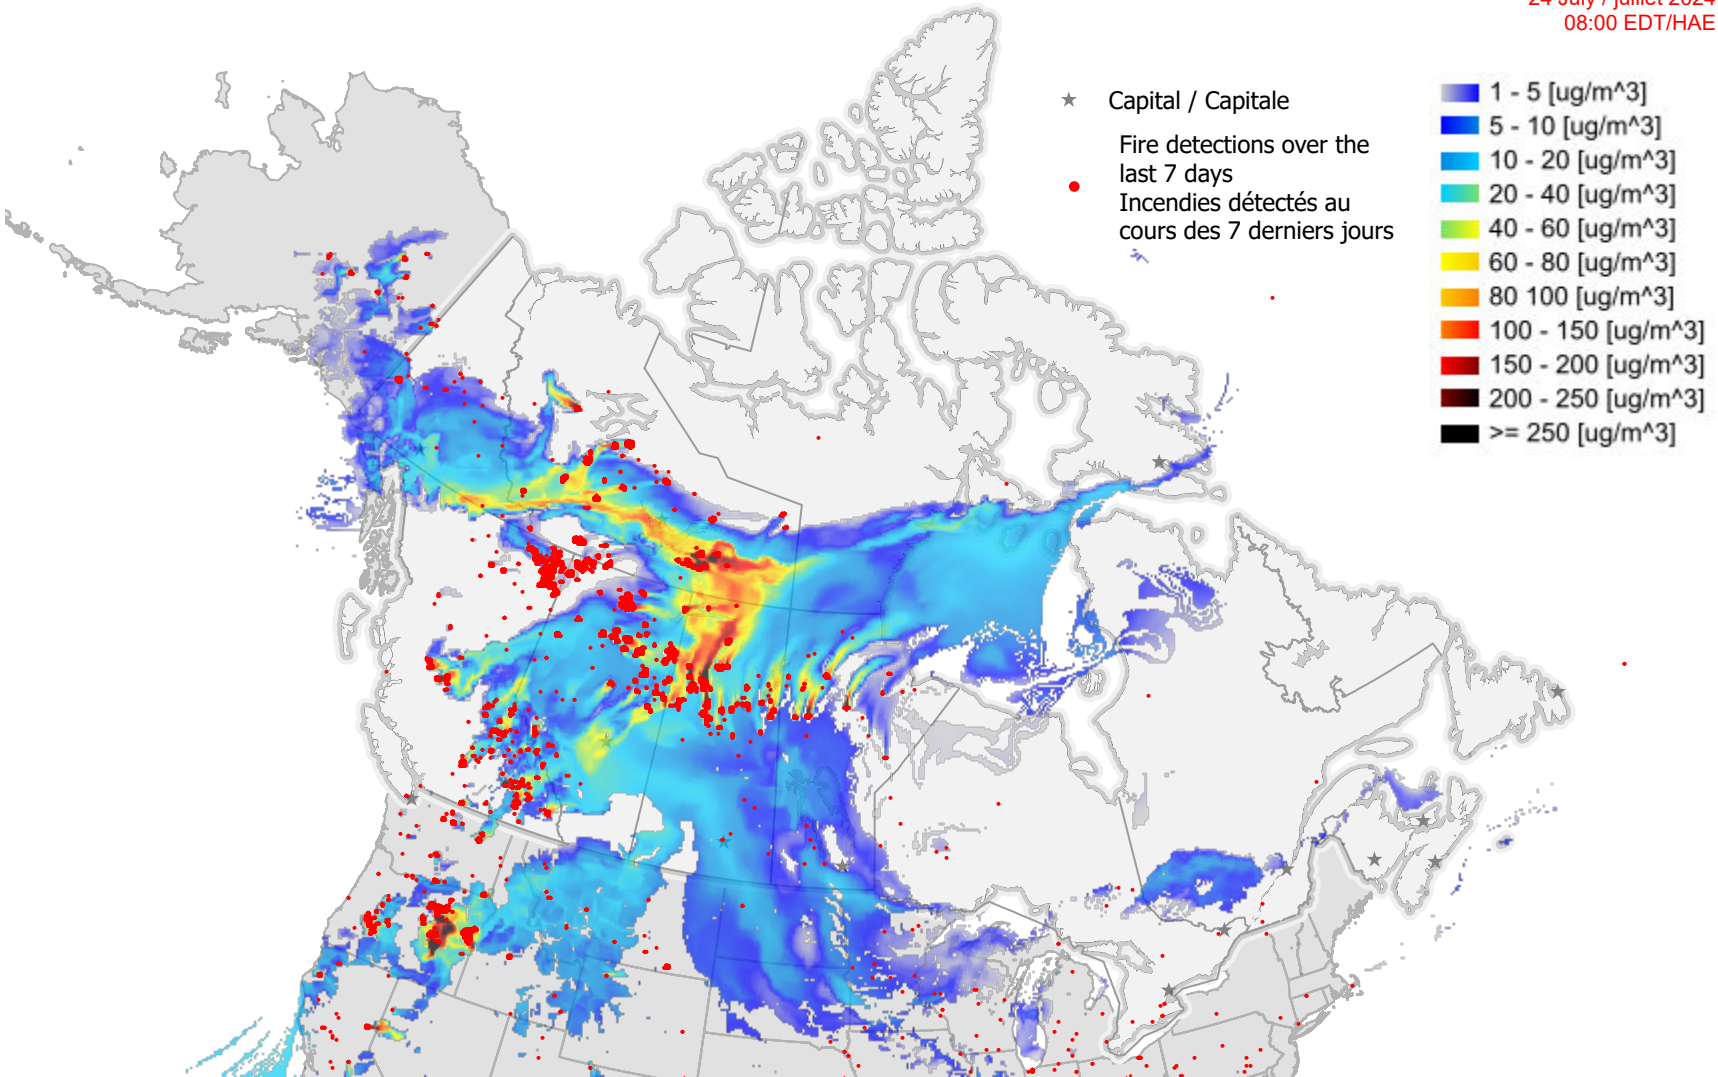 24 July / juillet 2024
08:00 EDT/HAE
Capital / Capitale
Fire detections over the
last 7 days
Incendies détectés au
cours des 7 derniers jours
1 - 5 [ug/m^3]
5 - 10 [ug/m^3]
10 - 20 [ug/m^3]
20 - 40 [ug/m^3]
40 - 60 [ug/m^3]
60 - 80 [ug/m^3]
80 100 [ug/m^3]
100 - 150 [ug/m^3]
150 - 200 [ug/m^3]
200 - 250 [ug/m^3]
>= 250 [ug/m^3]